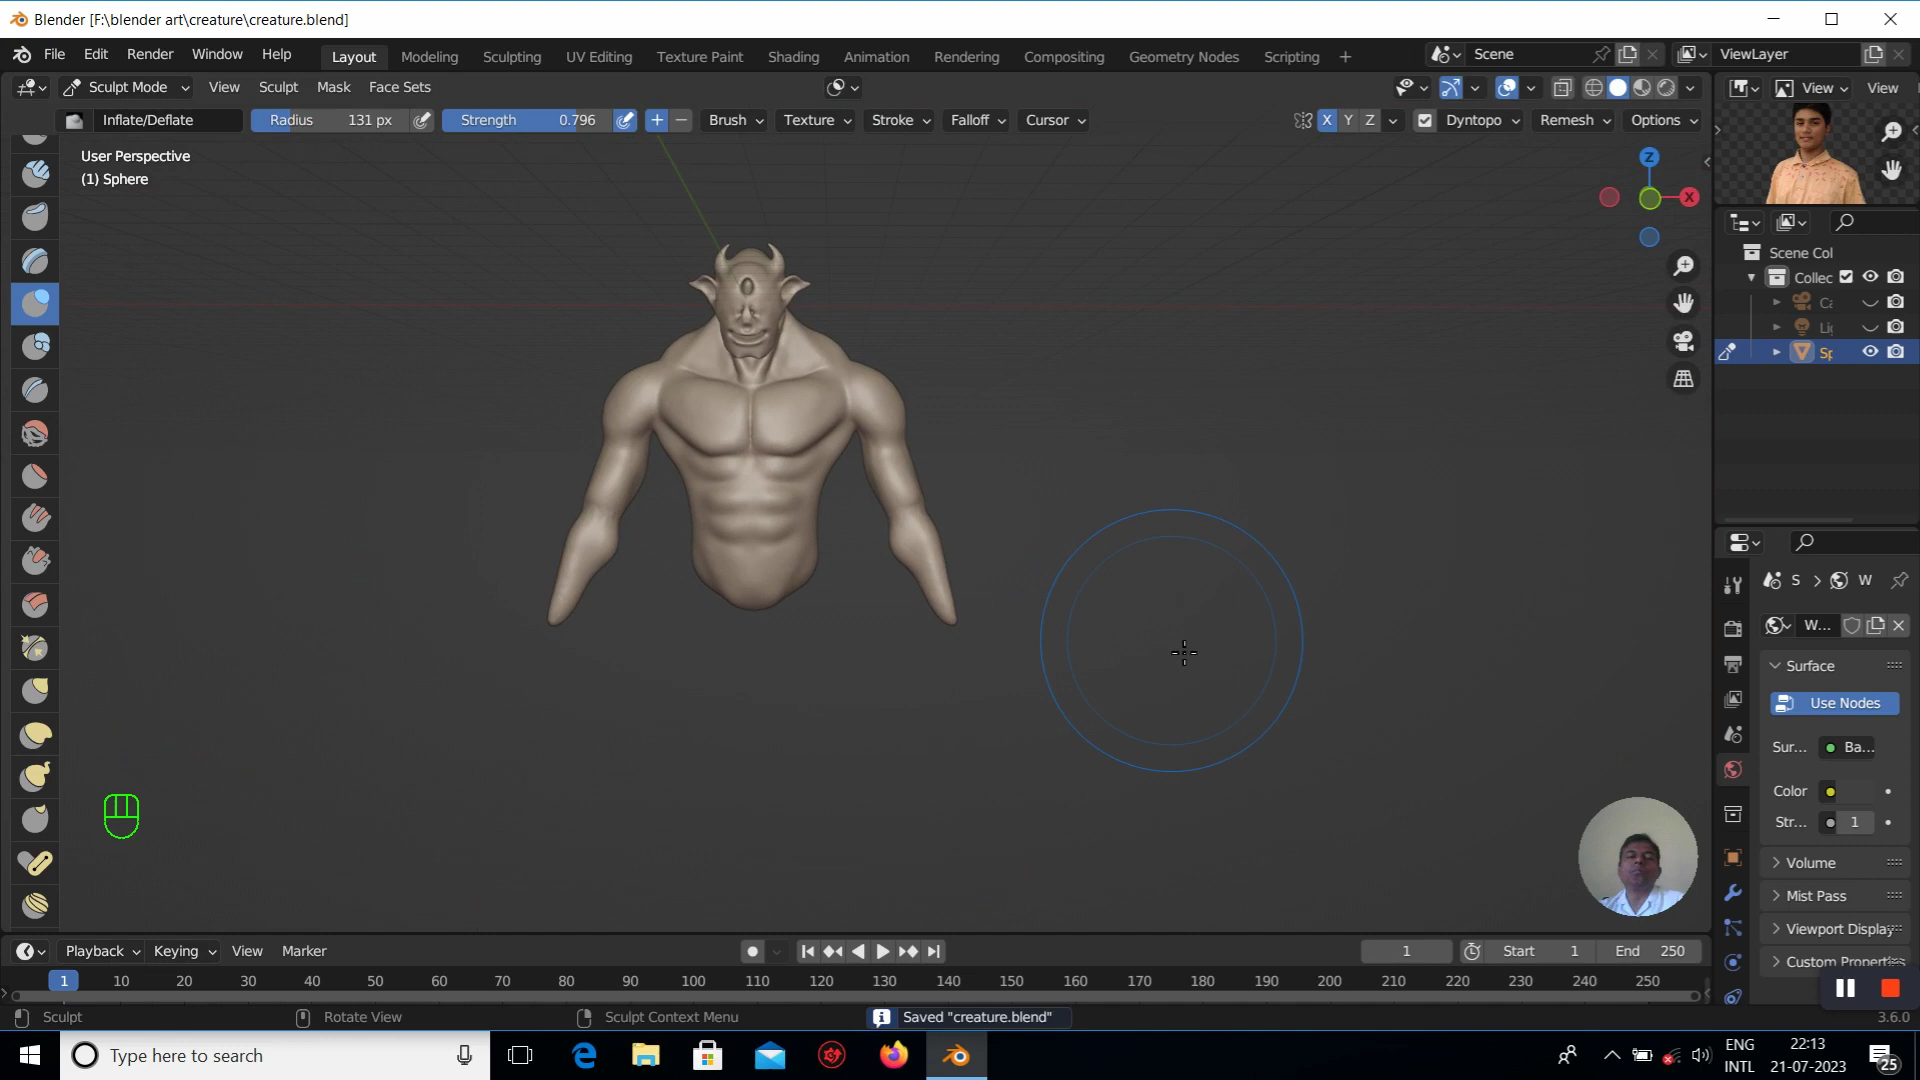 Blender [F:\blender art\creature\creature.blend]
File Edit Render Window Help Layout Modeling Sculpting UV Editing Texture Paint Shading Animation Rendering Compositing Geometry Nodes Scripting + Scene ViewLayer
Sculpt Mode View Sculpt Mask Face Sets View View
Inflate/Deflate Radius 131 px Strength 0.796 Brush Texture Stroke Falloff Cursor X Y Z Dyntopo Remesh Options
User Perspective
(1) Sphere
Z
X
Scene Col
Collec
Ca
Li
Sp
S > W
W...
Surface
Use Nodes
Sur... Ba...
Color
Str... 1
Volume
Mist Pass
Viewport Display
Custom Properties
Playback Keying View Marker 1 Start 1 End 250
1 10 20 30 40 50 60 70 80 90 100 110 120 130 140 150 160 170 180 190 200 210 220 230 240 250
Sculpt Rotate View Sculpt Context Menu Saved "creature.blend" 3.6.0
Type here to search
ENG 22:13
INTL 21-07-2023 25